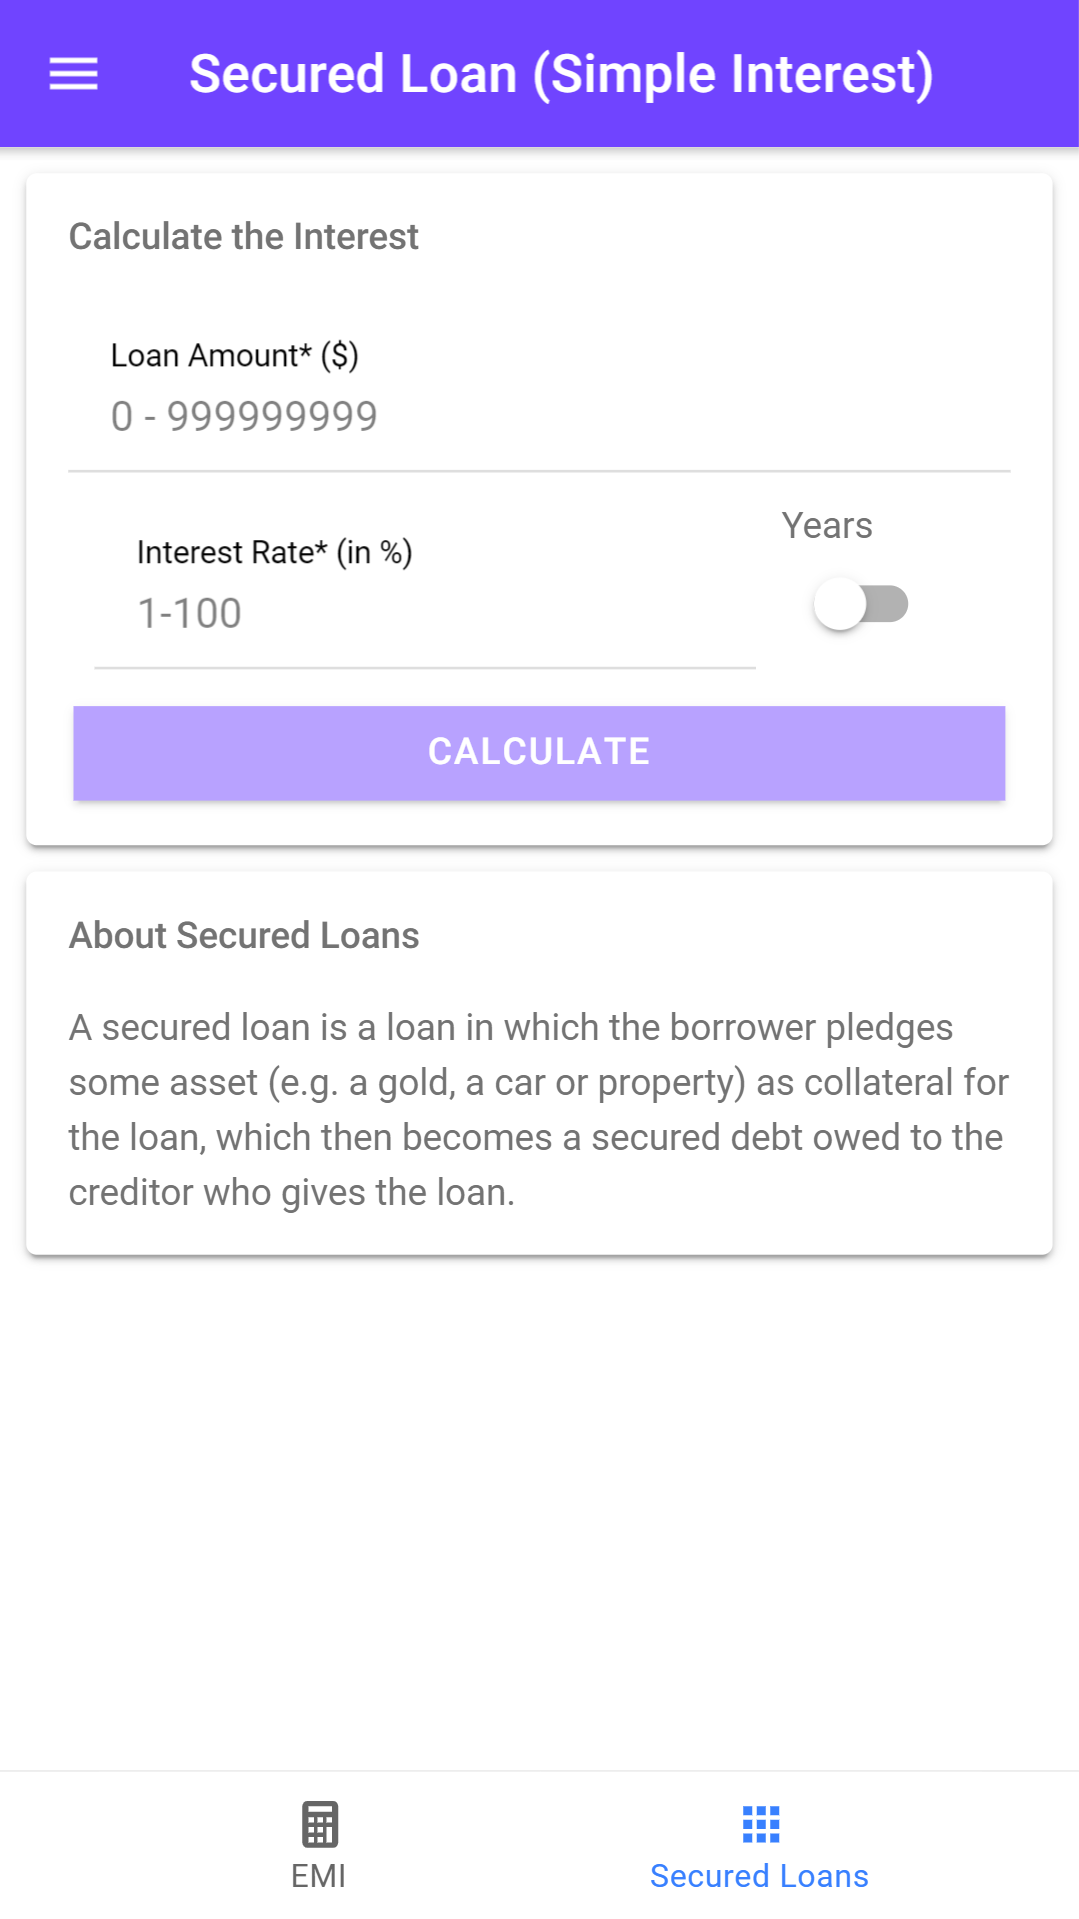 Secured Loan (Simple Interest)
Calculate the Interest
Loan Amount* ($)
0 - 999999999
Years
Interest Rate* (in %)
1-100
CALCULATE
About Secured Loans
A secured loan is a loan in which the borrower pledges
some asset (e.g. a gold, a car or property) as collateral for
the loan, which then becomes a secured debt owed to the
creditor who gives the loan.
EMI
Secured Loans